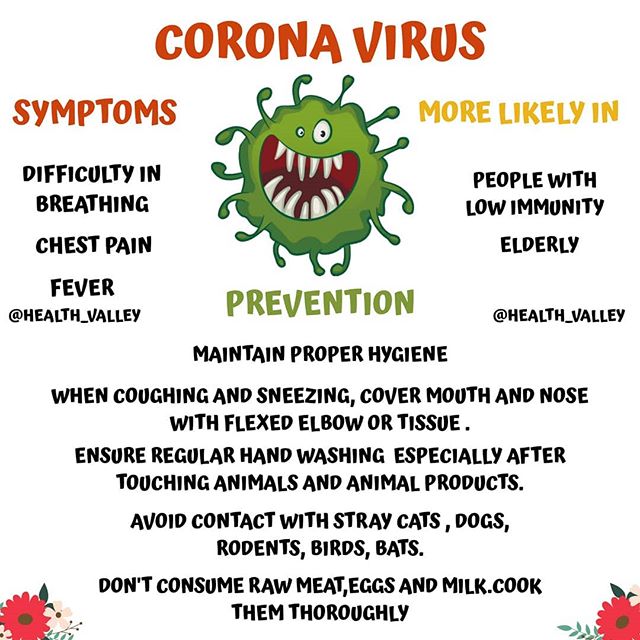 CORONA VIRUS
SYMPTOMS
DIFFICULTY IN
BREATHING
CHEST PAIN
FEVER
@HEALTH_VALLEY
MORE LIKELY IN
PEOPLE WITH
LOW IMMUNITY
ELDERLY
@HEALTH_VALLEY
PREVENTION
MAINTAIN PROPER HYGIENE
WHEN COUGHING AND SNEEZING, COVER MOUTH AND NOSE
WITH FLEXED ELBOW OR TISSUE .
ENSURE REGULAR HAND WASHING ESPECIALLY AFTER
TOUCHING ANIMALS AND ANIMAL PRODUCTS.
AVOID CONTACT WITH STRAY CATS , DOGS,
RODENTS, BIRDS, BATS.
DON'T CONSUME RAW MEAT,EGGS AND MILK.COOK
THEM THOROUGHLY